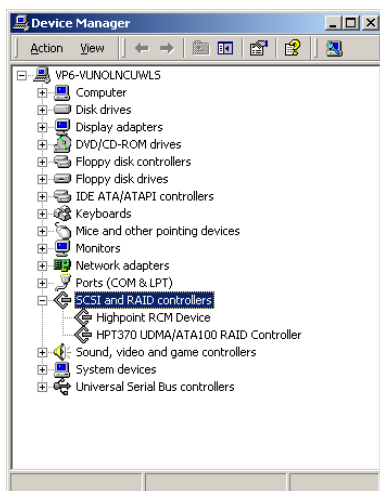 Device Manager
Action View
VP6-VUNOLNCUWLS
Computer
Disk drives
Display adapters
DVD/CD-ROM drives
Floppy disk controllers
Floppy disk drives
IDE ATA/ATAPI controllers
Keyboards
Mice and other pointing devices
Monitors
Network adapters
Ports (COM & LPT)
SCSI and RAID controllers
Highpoint RCM Device
HPT370 UDMA/ATA100 RAID Controller
Sound, video and game controllers
System devices
Universal Serial Bus controllers